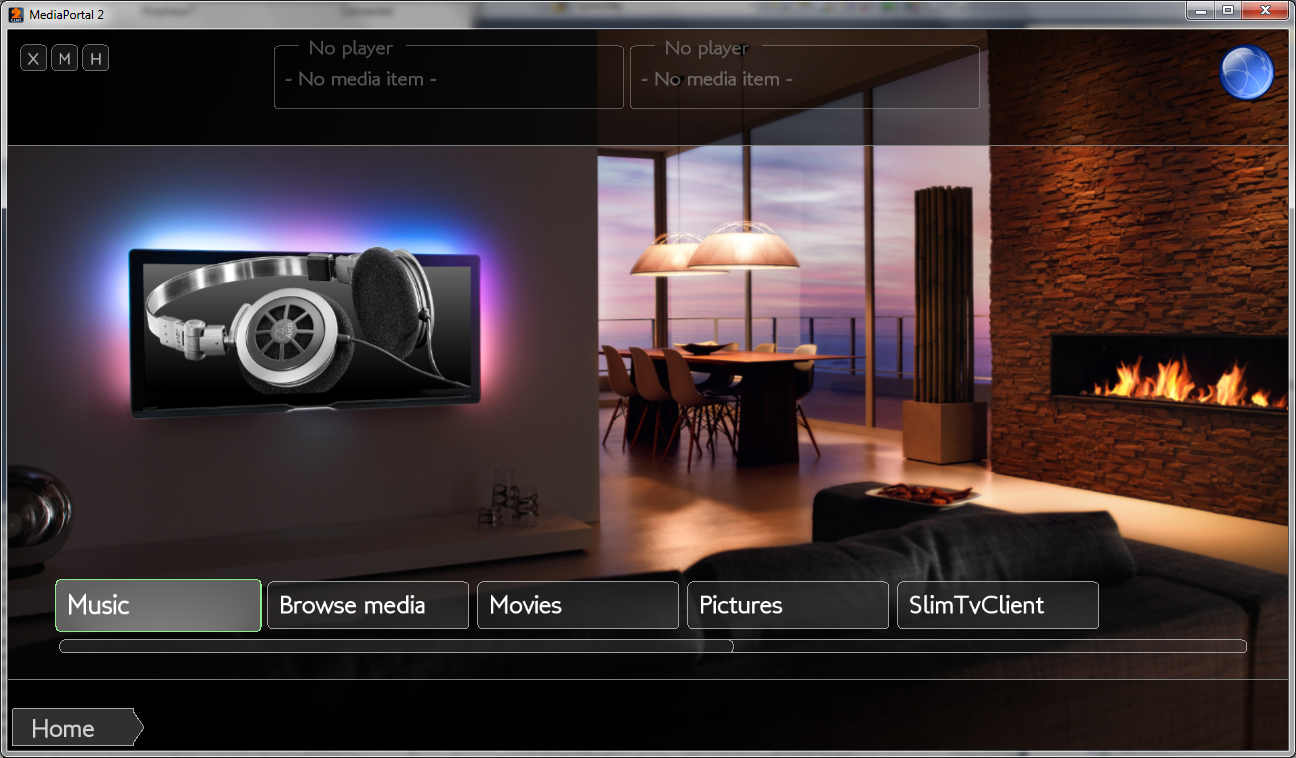 MediaPortal 2
X M H
No player
- No media item -
No player
- No media item -
Music
Browse media
Movies
Pictures
SlimTvClient
Home